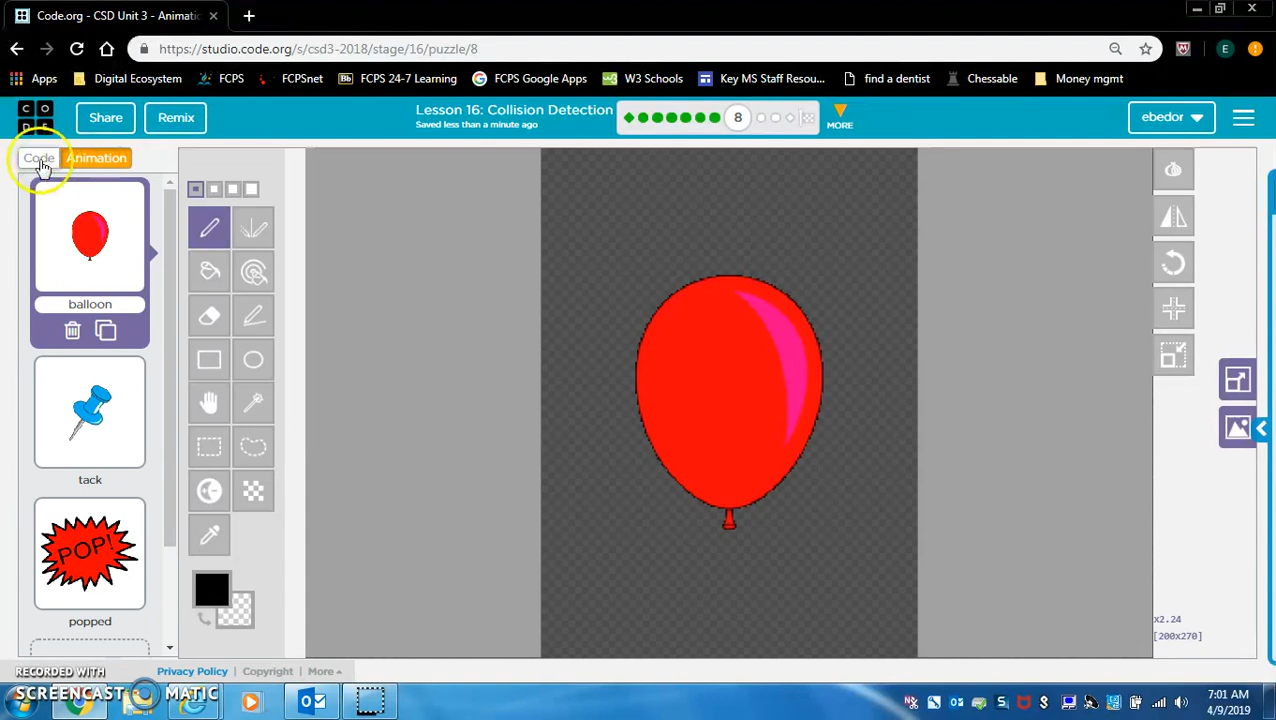 Code.org - CSD Unit 3 - Animatic
https://studio.code.org/s/csd3-2018/stage/16/puzzle/8
E
Apps Digital Ecosystem FCPS FCPSnet Bb FCPS 24-7 Learning FCPS Google Apps W3 Schools Key MS Staff Resou... find a dentist Chessable Money mgmt
C O
D E
Share Remix
Lesson 16: Collision Detection
Saved less than a minute ago
8
MORE
ebedor
Code Animation
balloon
tack
POP!
popped
x2.24
[200x270]
Privacy Policy | Copyright | More
RECORDED WITH
SCREENCAST MATIC
7:01 AM
4/9/2019